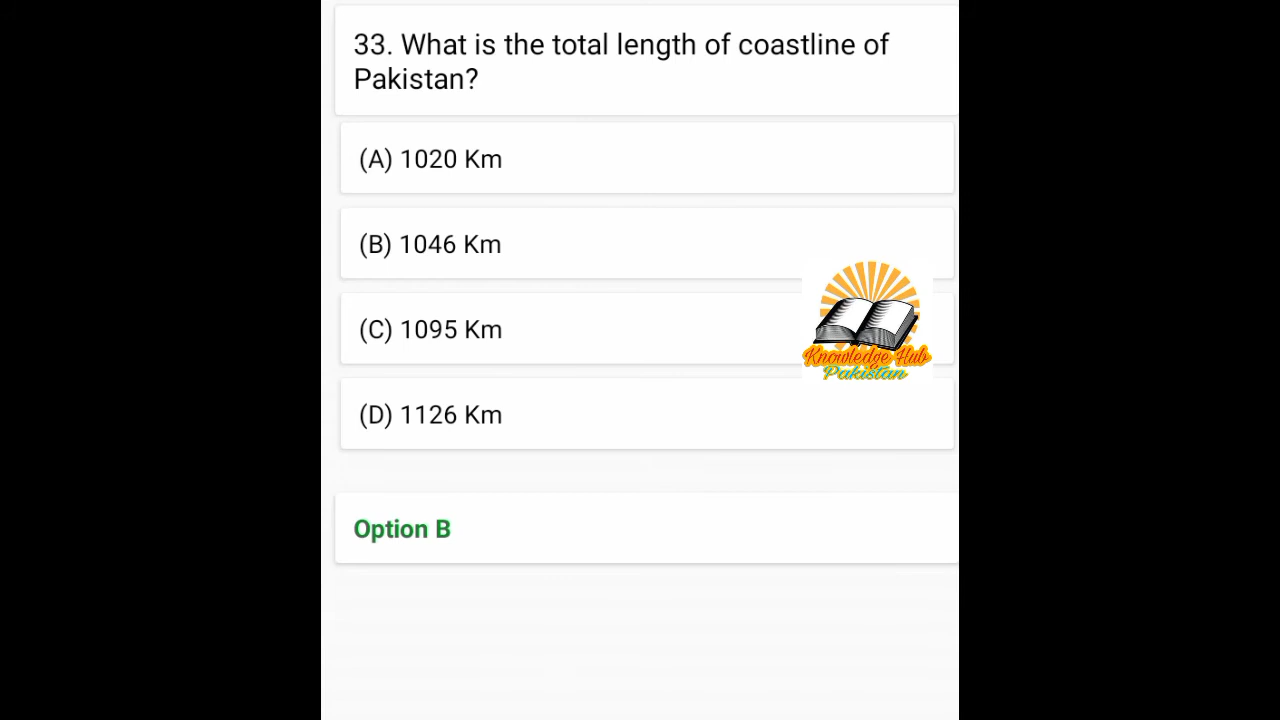 33. What is the total length of coastline of
Pakistan?
(A) 1020 Km
(B) 1046 Km
(C) 1095 Km
(D) 1126 Km
Knowledge Hub
Pakistan
Option B